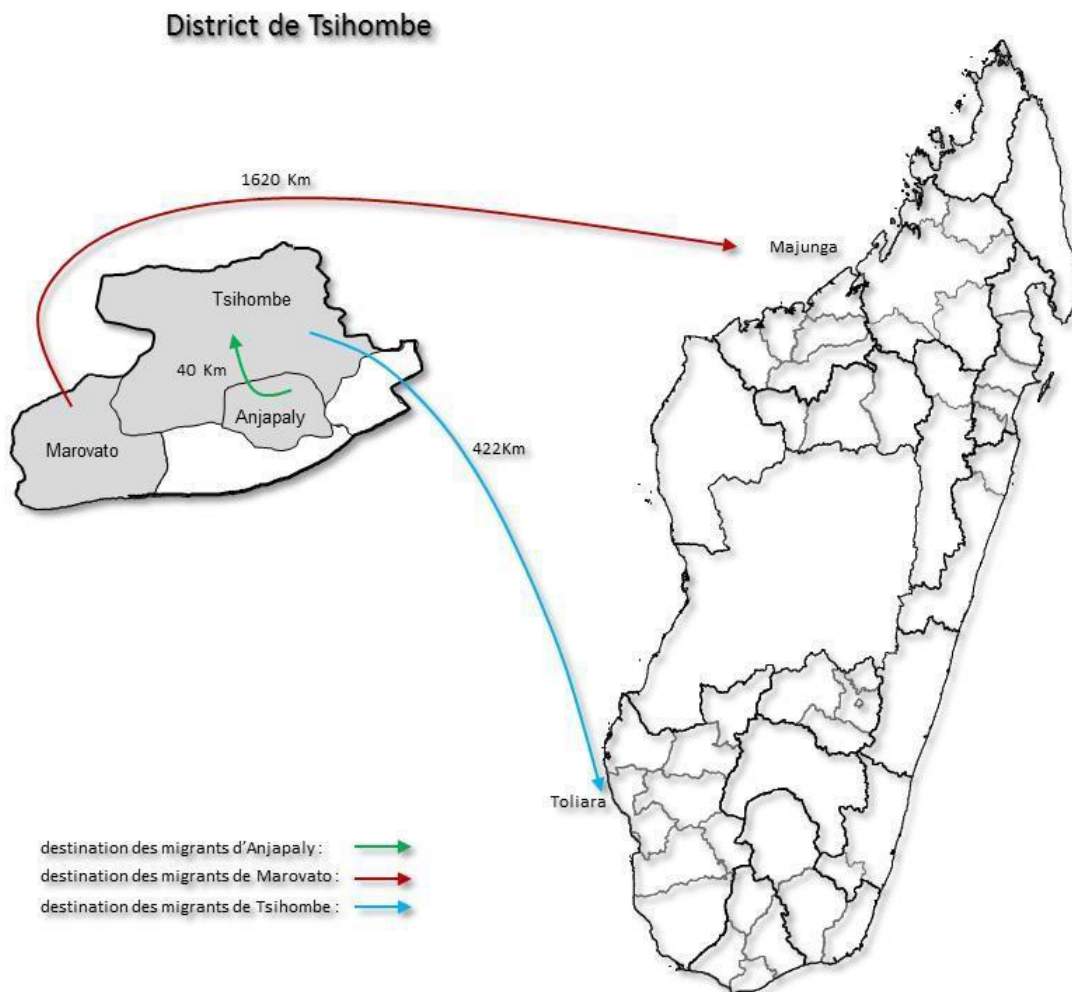 District de Tsihombe
1620 Km
Majunga
Tsihombe
40 Km
Anjapaly
Marovato
422Km
Toliara
destination des migrants d'Anjapaly :
destination des migrants de Marovato :
destination des migrants de Tsihombe :